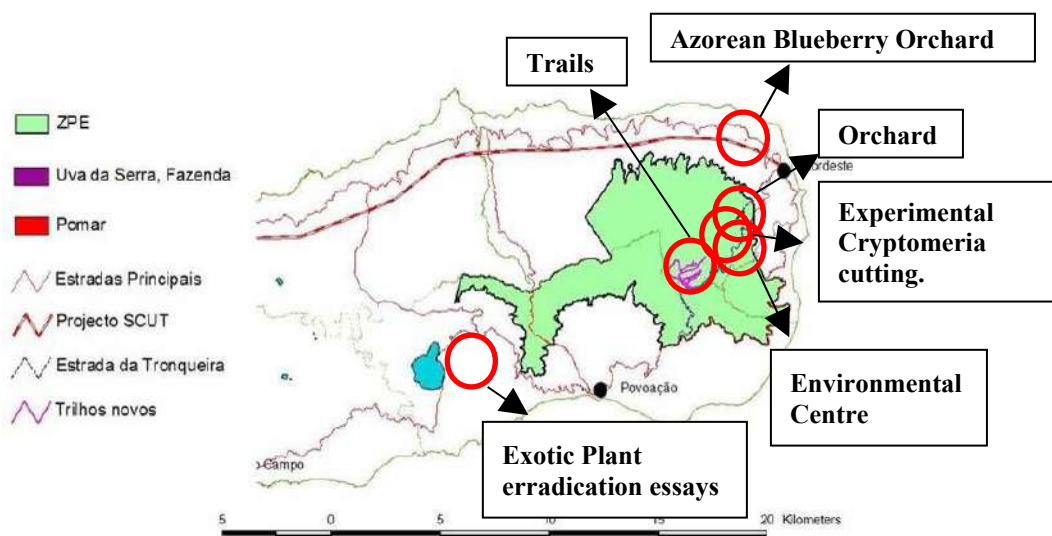 Azorean Blueberry Orchard
Trails
ZPE
Orchard
ordeste
Uva da Serra, Fazenda
Experimental
Cryptomeria
cutting.
Pomar
Estradas Principais
Projecto SCUT
Estrada da Tronqueira
Environmental
Centre
Povoação
Trilhos novos
Exotic Plant
erradication essays
o Campo
5 0 5 10 15 20 Kilometers